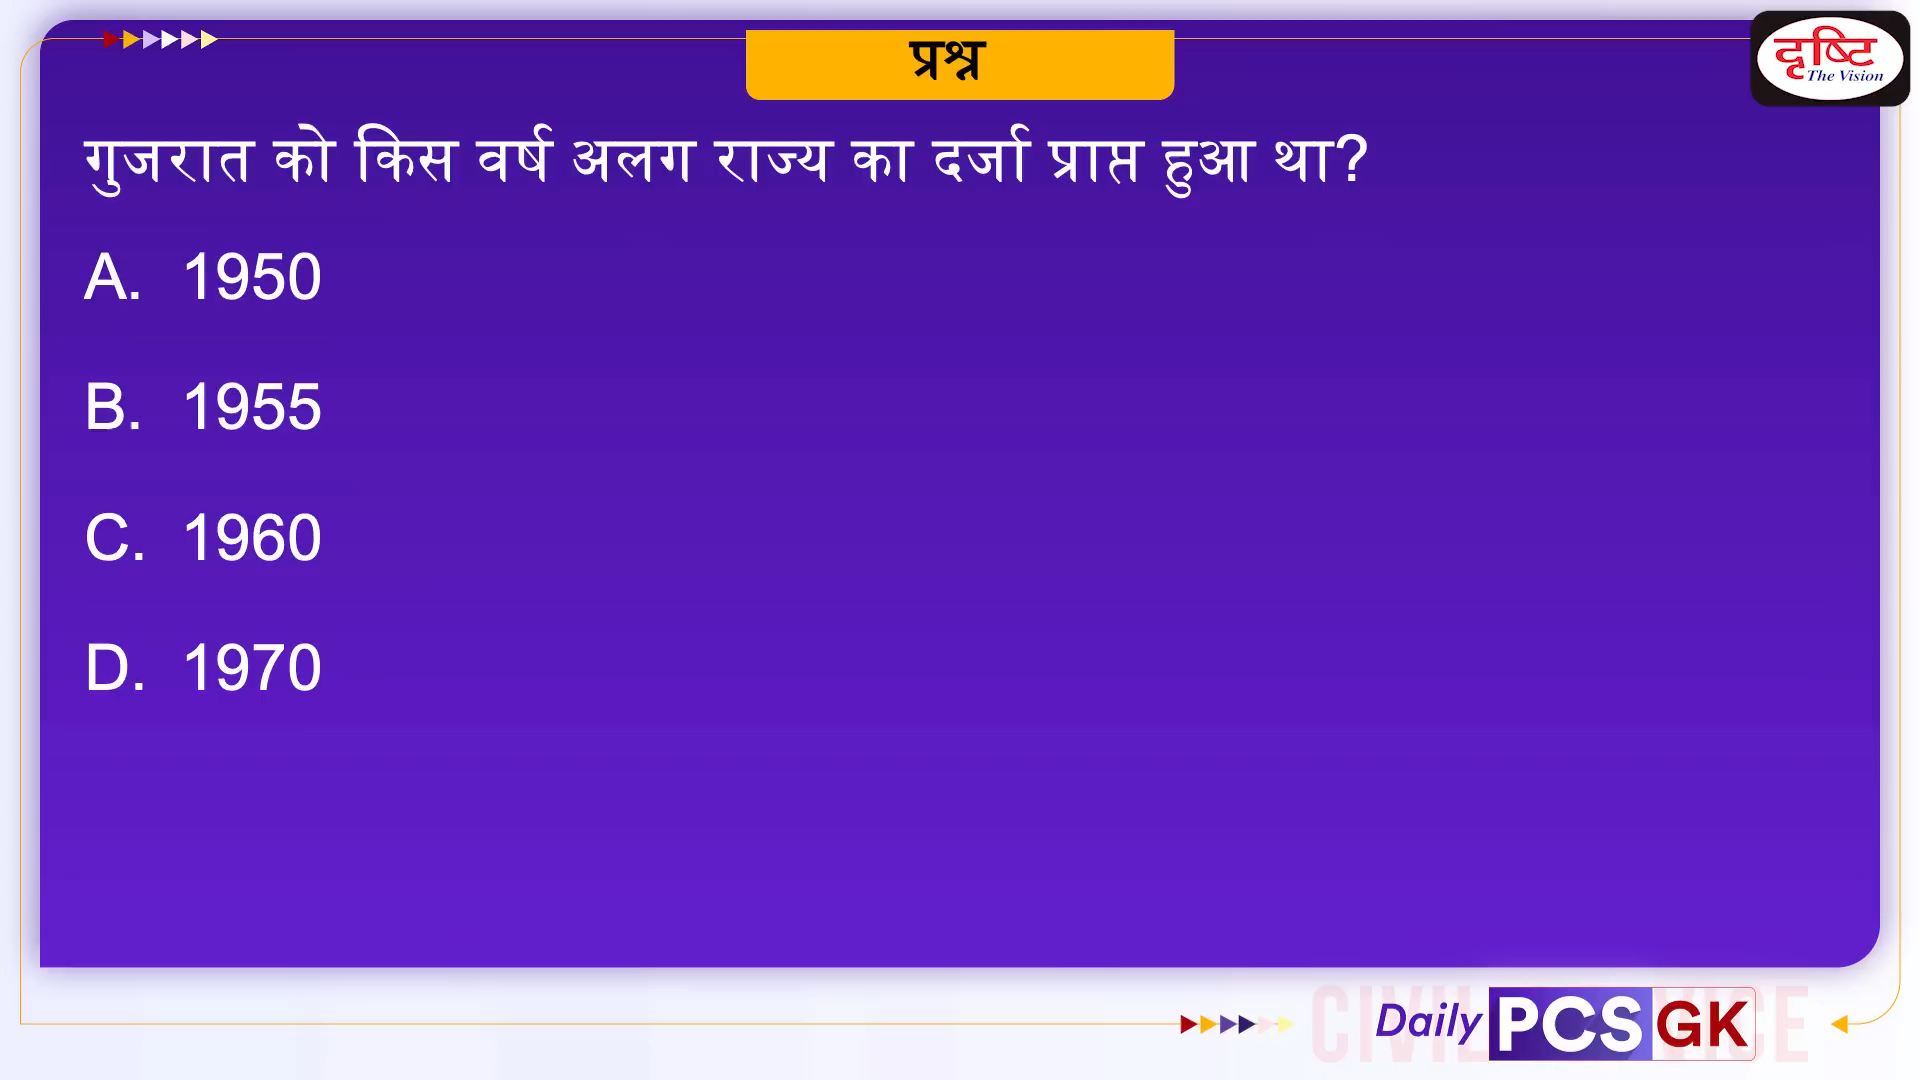 प्रश्न
दृष्टि
The Vision
गुजरात को किस वर्ष अलग राज्य का दर्जा प्राप्त हुआ था?
A. 1950
B. 1955
C. 1960
D. 1970
Daily PCS GK